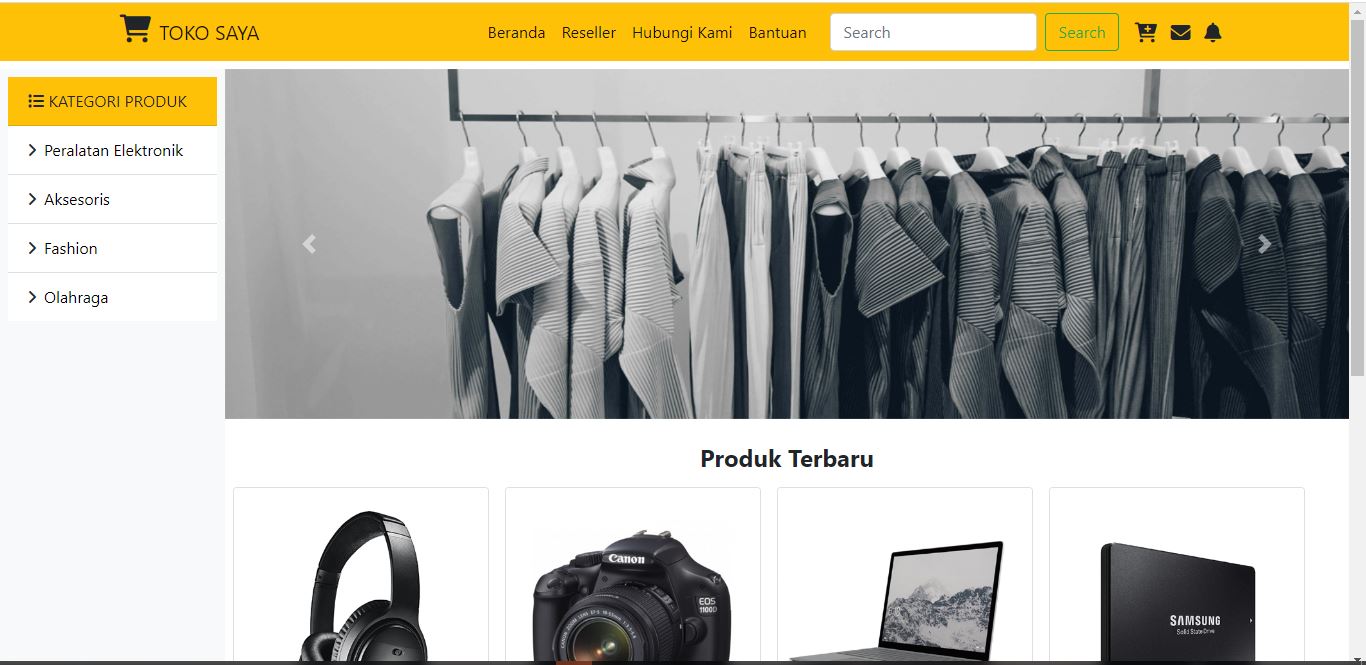 TOKO SAYA
Beranda Reseller Hubungi Kami Bantuan Search Search
KATEGORI PRODUK
Peralatan Elektronik
Aksesoris
Fashion
Olahraga
Produk Terbaru
Canon
EOS
1100D
SAMSUNG
Solid State Drive